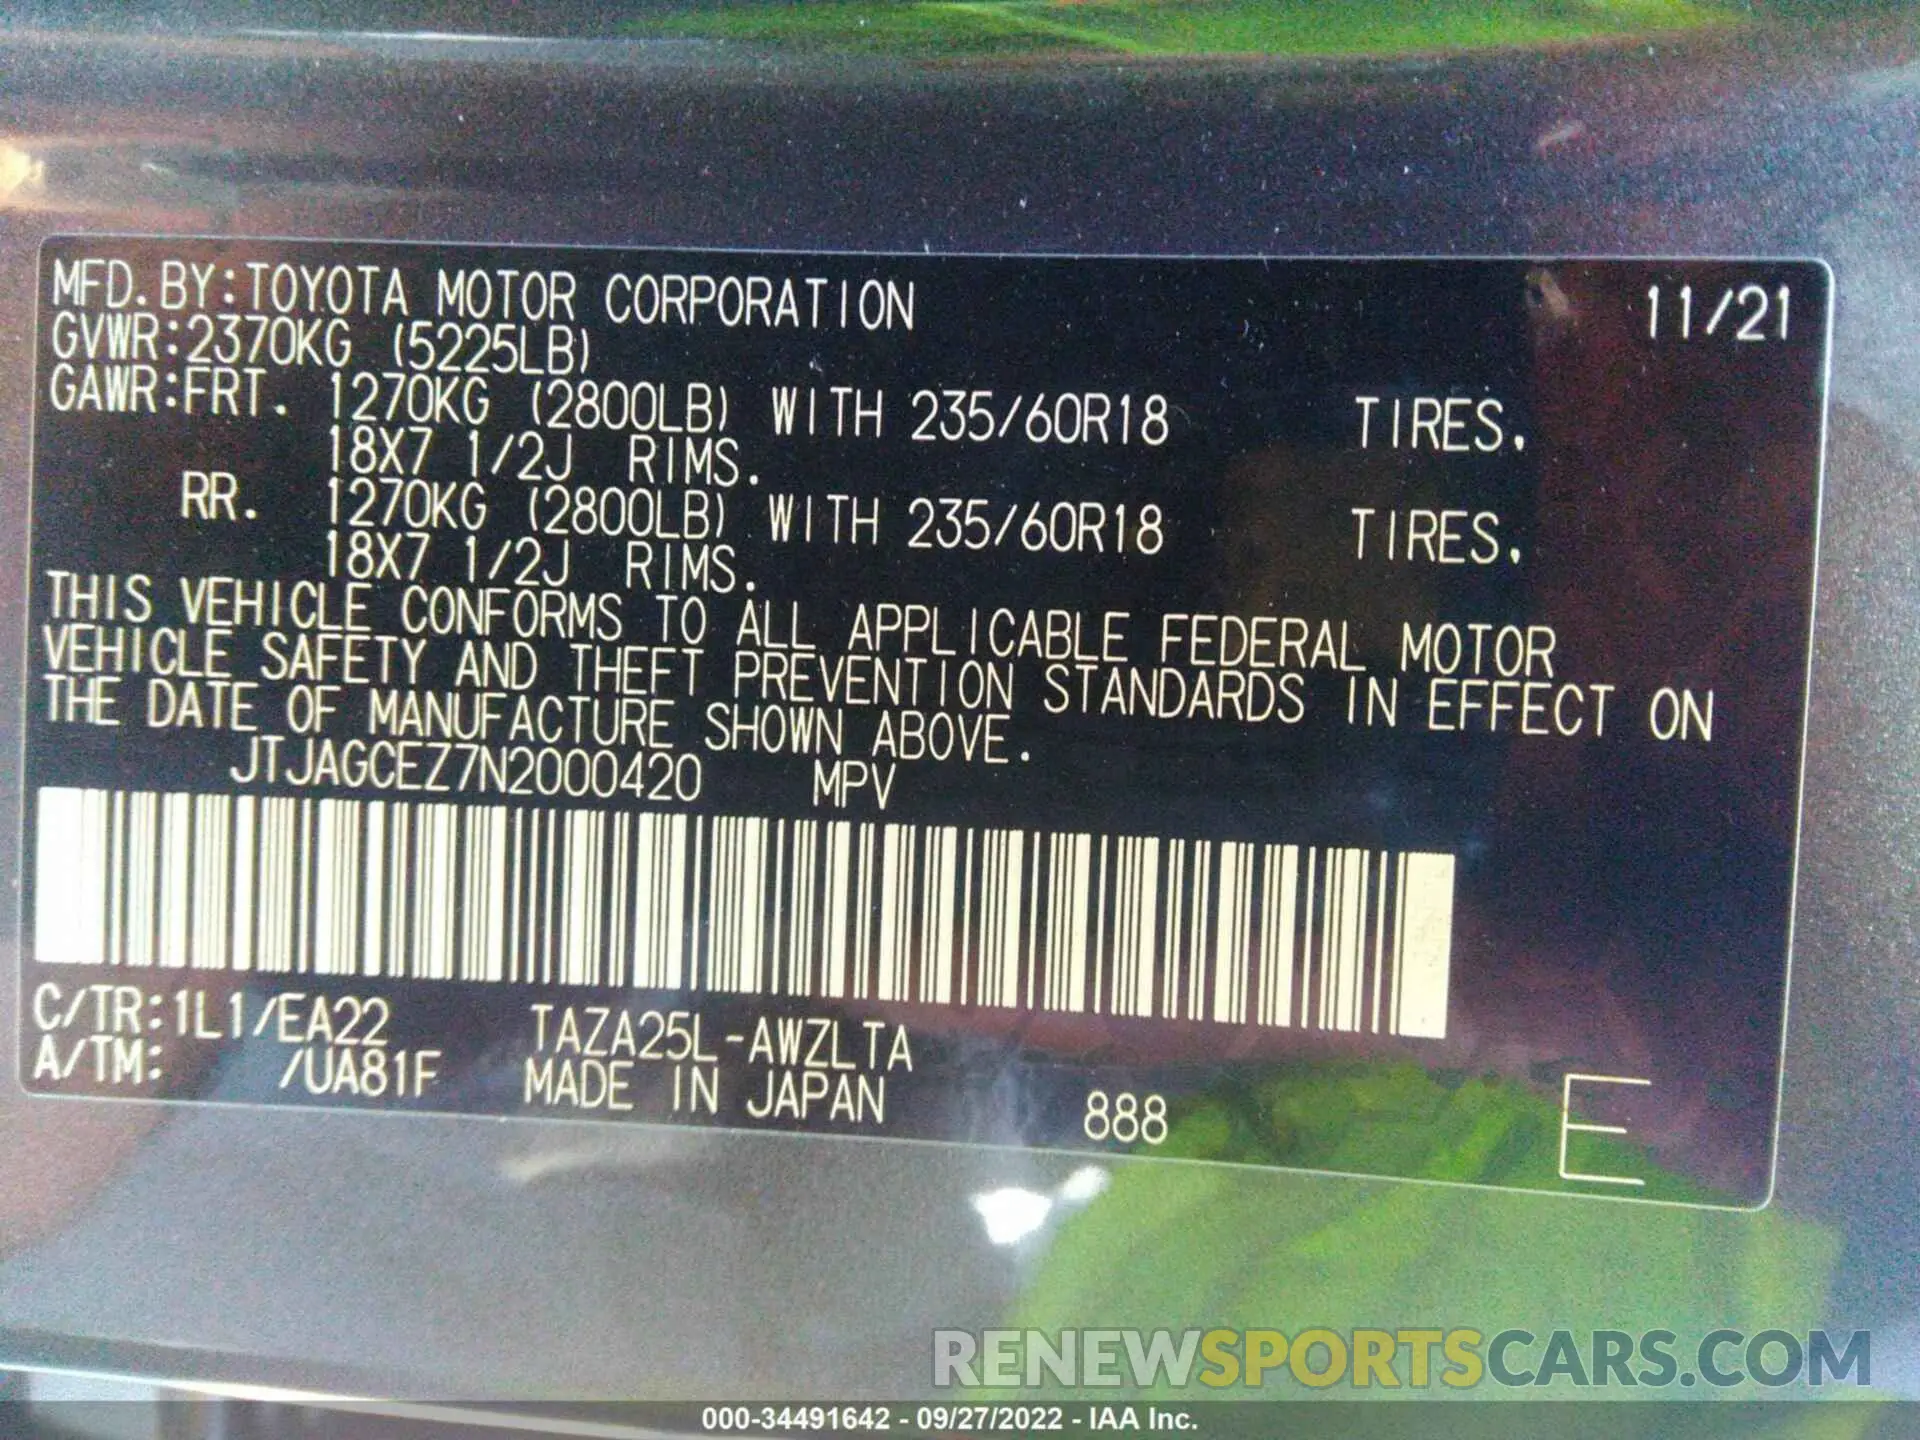 MFD. BY: TOYOTA MOTOR CORPORATION 11/21
GVWR: 2370KG (5225LB)
GAWR: FRT. 1270KG (2800LB) WITH 235/60R18 TIRES,
18X7 1/2J RIMS.
RR. 1270KG (2800LB) WITH 235/60R18 TIRES,
18X7 1/2J RIMS.
THIS VEHICLE CONFORMS TO ALL APPLICABLE FEDERAL MOTOR
VEHICLE SAFETY AND THEFT PREVENTION STANDARDS IN EFFECT ON
THE DATE OF MANUFACTURE SHOWN ABOVE.
JTJAGCEZ7N2000420 MPV
C/TR: 1L1/EA22 TAZA25L-AWZLTA
A/TM: /UA81F MADE IN JAPAN 888 E
RENEWSPORTSCARS.COM
000-34491642 - 09/27/2022 - IAA Inc.